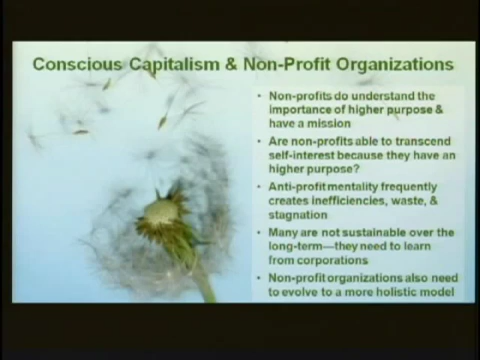 Conscious Capitalism & Non-Profit Organizations
• Non-profits do understand the
importance of higher purpose &
have a mission
• Are non-profits able to transcend
self-interest because they have an
higher purpose?
• Anti-profit mentality frequently
creates inefficiencies, waste, &
stagnation
• Many are not sustainable over the
long-term—they need to learn
from corporations
• Non-profit organizations also need
to evolve to a more holistic model